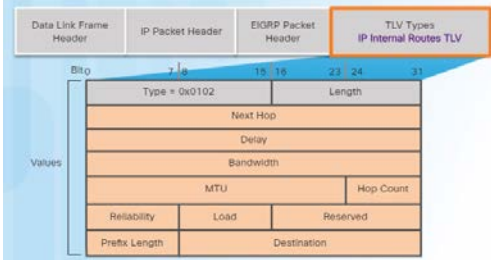 Data Link Frame Header
IP Packet Header
EIGRP Packet Header
TLV Types
IP Internal Routes TLV
Bit 0 7 8 15 16 23 24 31
Type = 0x0102 Length
Next Hop
Delay
Bandwidth
Values
MTU Hop Count
Reliability Load Reserved
Prefix Length Destination